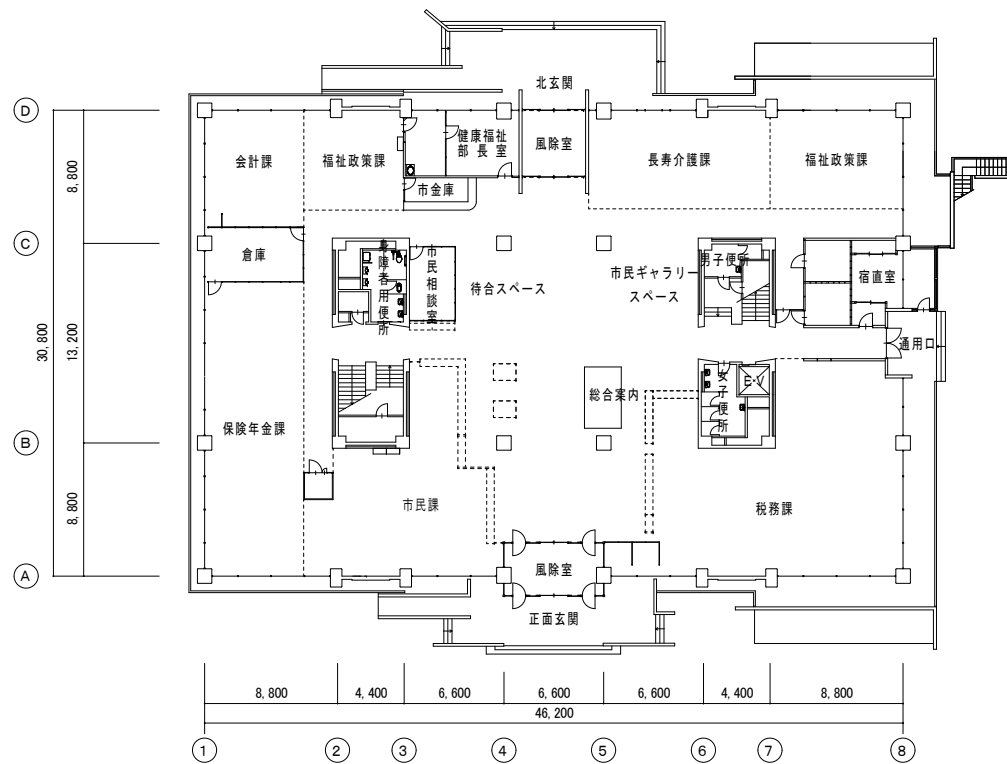 北玄関
D
会計課
福祉政策課
健康福祉
部長室
風除室
長寿介護課
福祉政策課
市金庫
8,800
C
倉庫
身障者用便所
市民相談室
待合スペース
市民ギャラリー
スペース
男子便所
宿直室
30,800
13,200
通用口
総合案内
女子便所
E・V
B
保険年金課
市民課
税務課
8,800
A
風除室
正面玄関
8,800
4,400
6,600
6,600
6,600
4,400
8,800
46,200
1
2
3
4
5
6
7
8